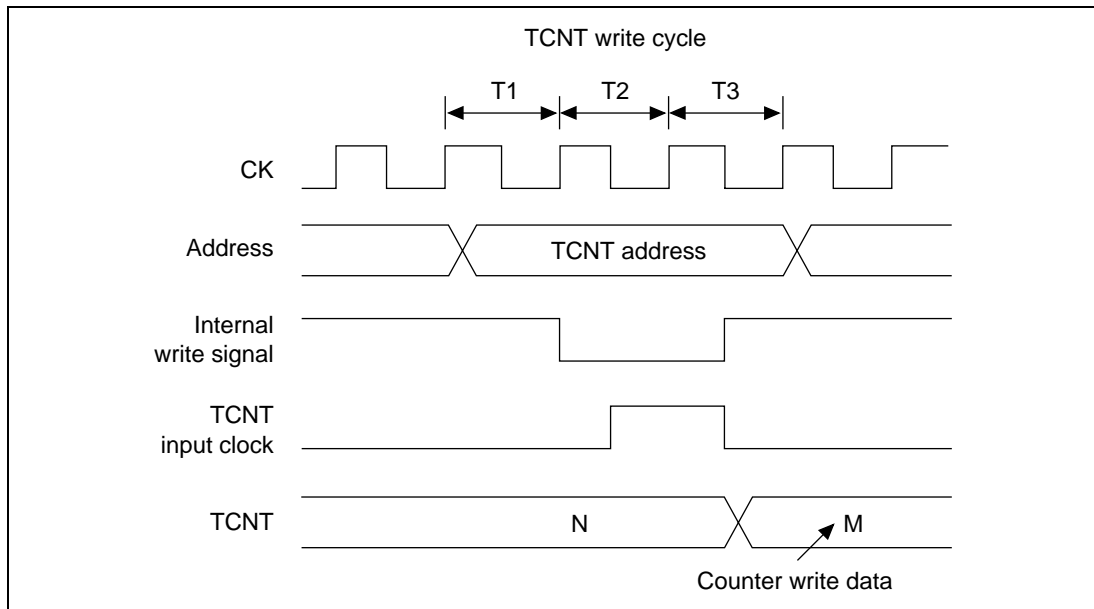 TCNT write cycle
T1 T2 T3
CK
Address
TCNT address
Internal
write signal
TCNT
input clock
TCNT
N
M
Counter write data